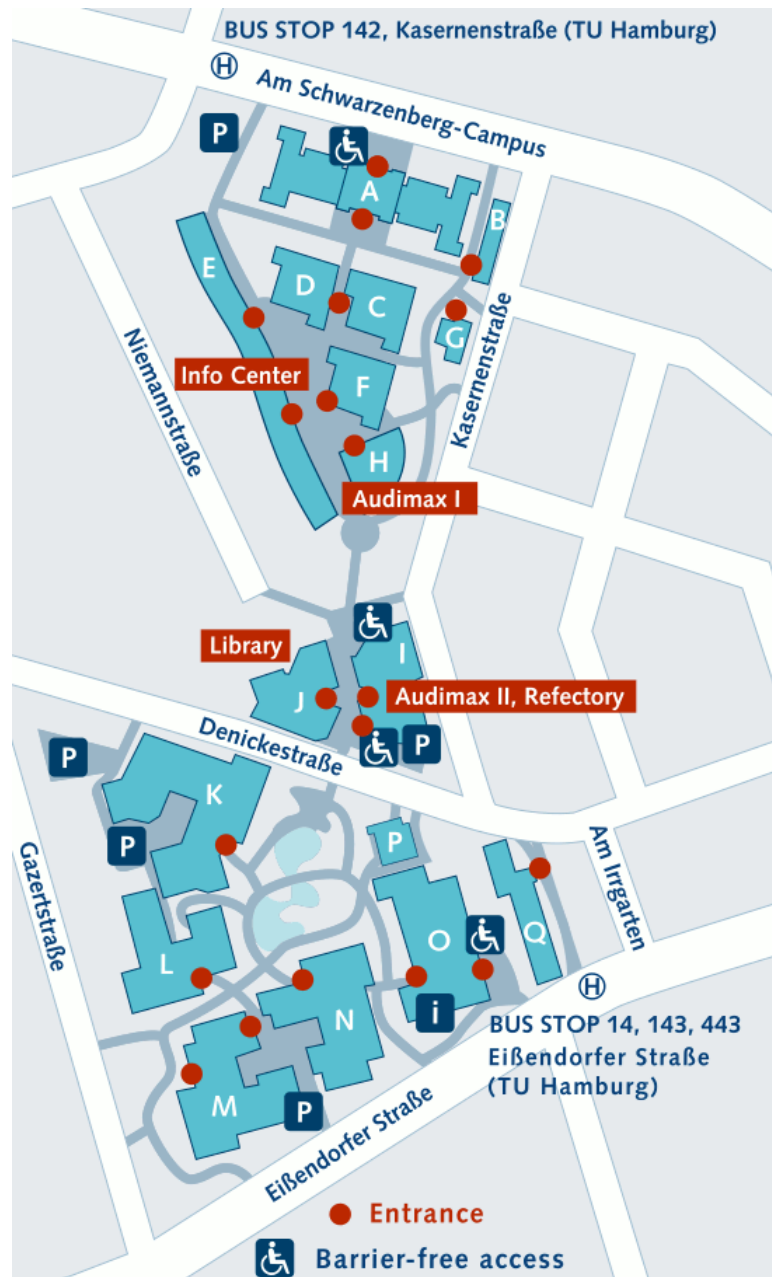 BUS STOP 142, Kasernenstraße (TU Hamburg)
H
Am Schwarzenberg-Campus
P
A
B
E
D
C
G
Niemannstraße
Info Center
F
Kasernenstraße
H
Audimax I
Library
I
J
Audimax II, Refectory
Denickestraße
P
P
K
P
P
Am Irrgarten
Gazertstraße
L
O
Q
N
i
H
BUS STOP 14, 143, 443
Eißendorfer Straße
(TU Hamburg)
M
P
Eißendorfer Straße
Entrance
Barrier-free access